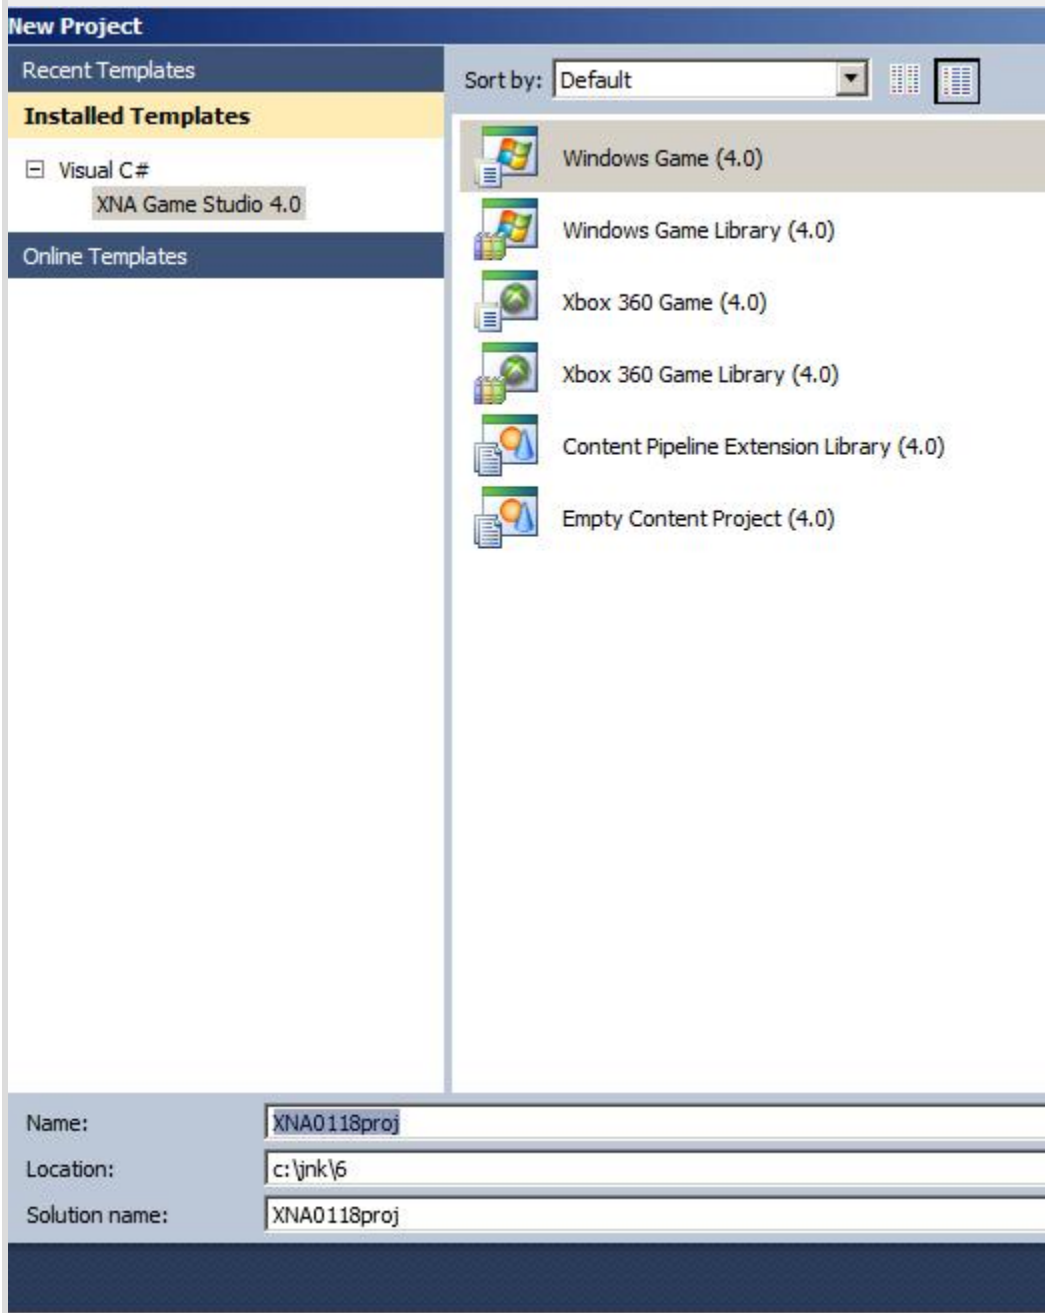 New Project
Recent Templates
Installed Templates
Visual C#
XNA Game Studio 4.0
Online Templates
Sort by: Default
Windows Game (4.0)
Windows Game Library (4.0)
Xbox 360 Game (4.0)
Xbox 360 Game Library (4.0)
Content Pipeline Extension Library (4.0)
Empty Content Project (4.0)
Name: XNA0118proj
Location: c:\jnk\6
Solution name: XNA0118proj